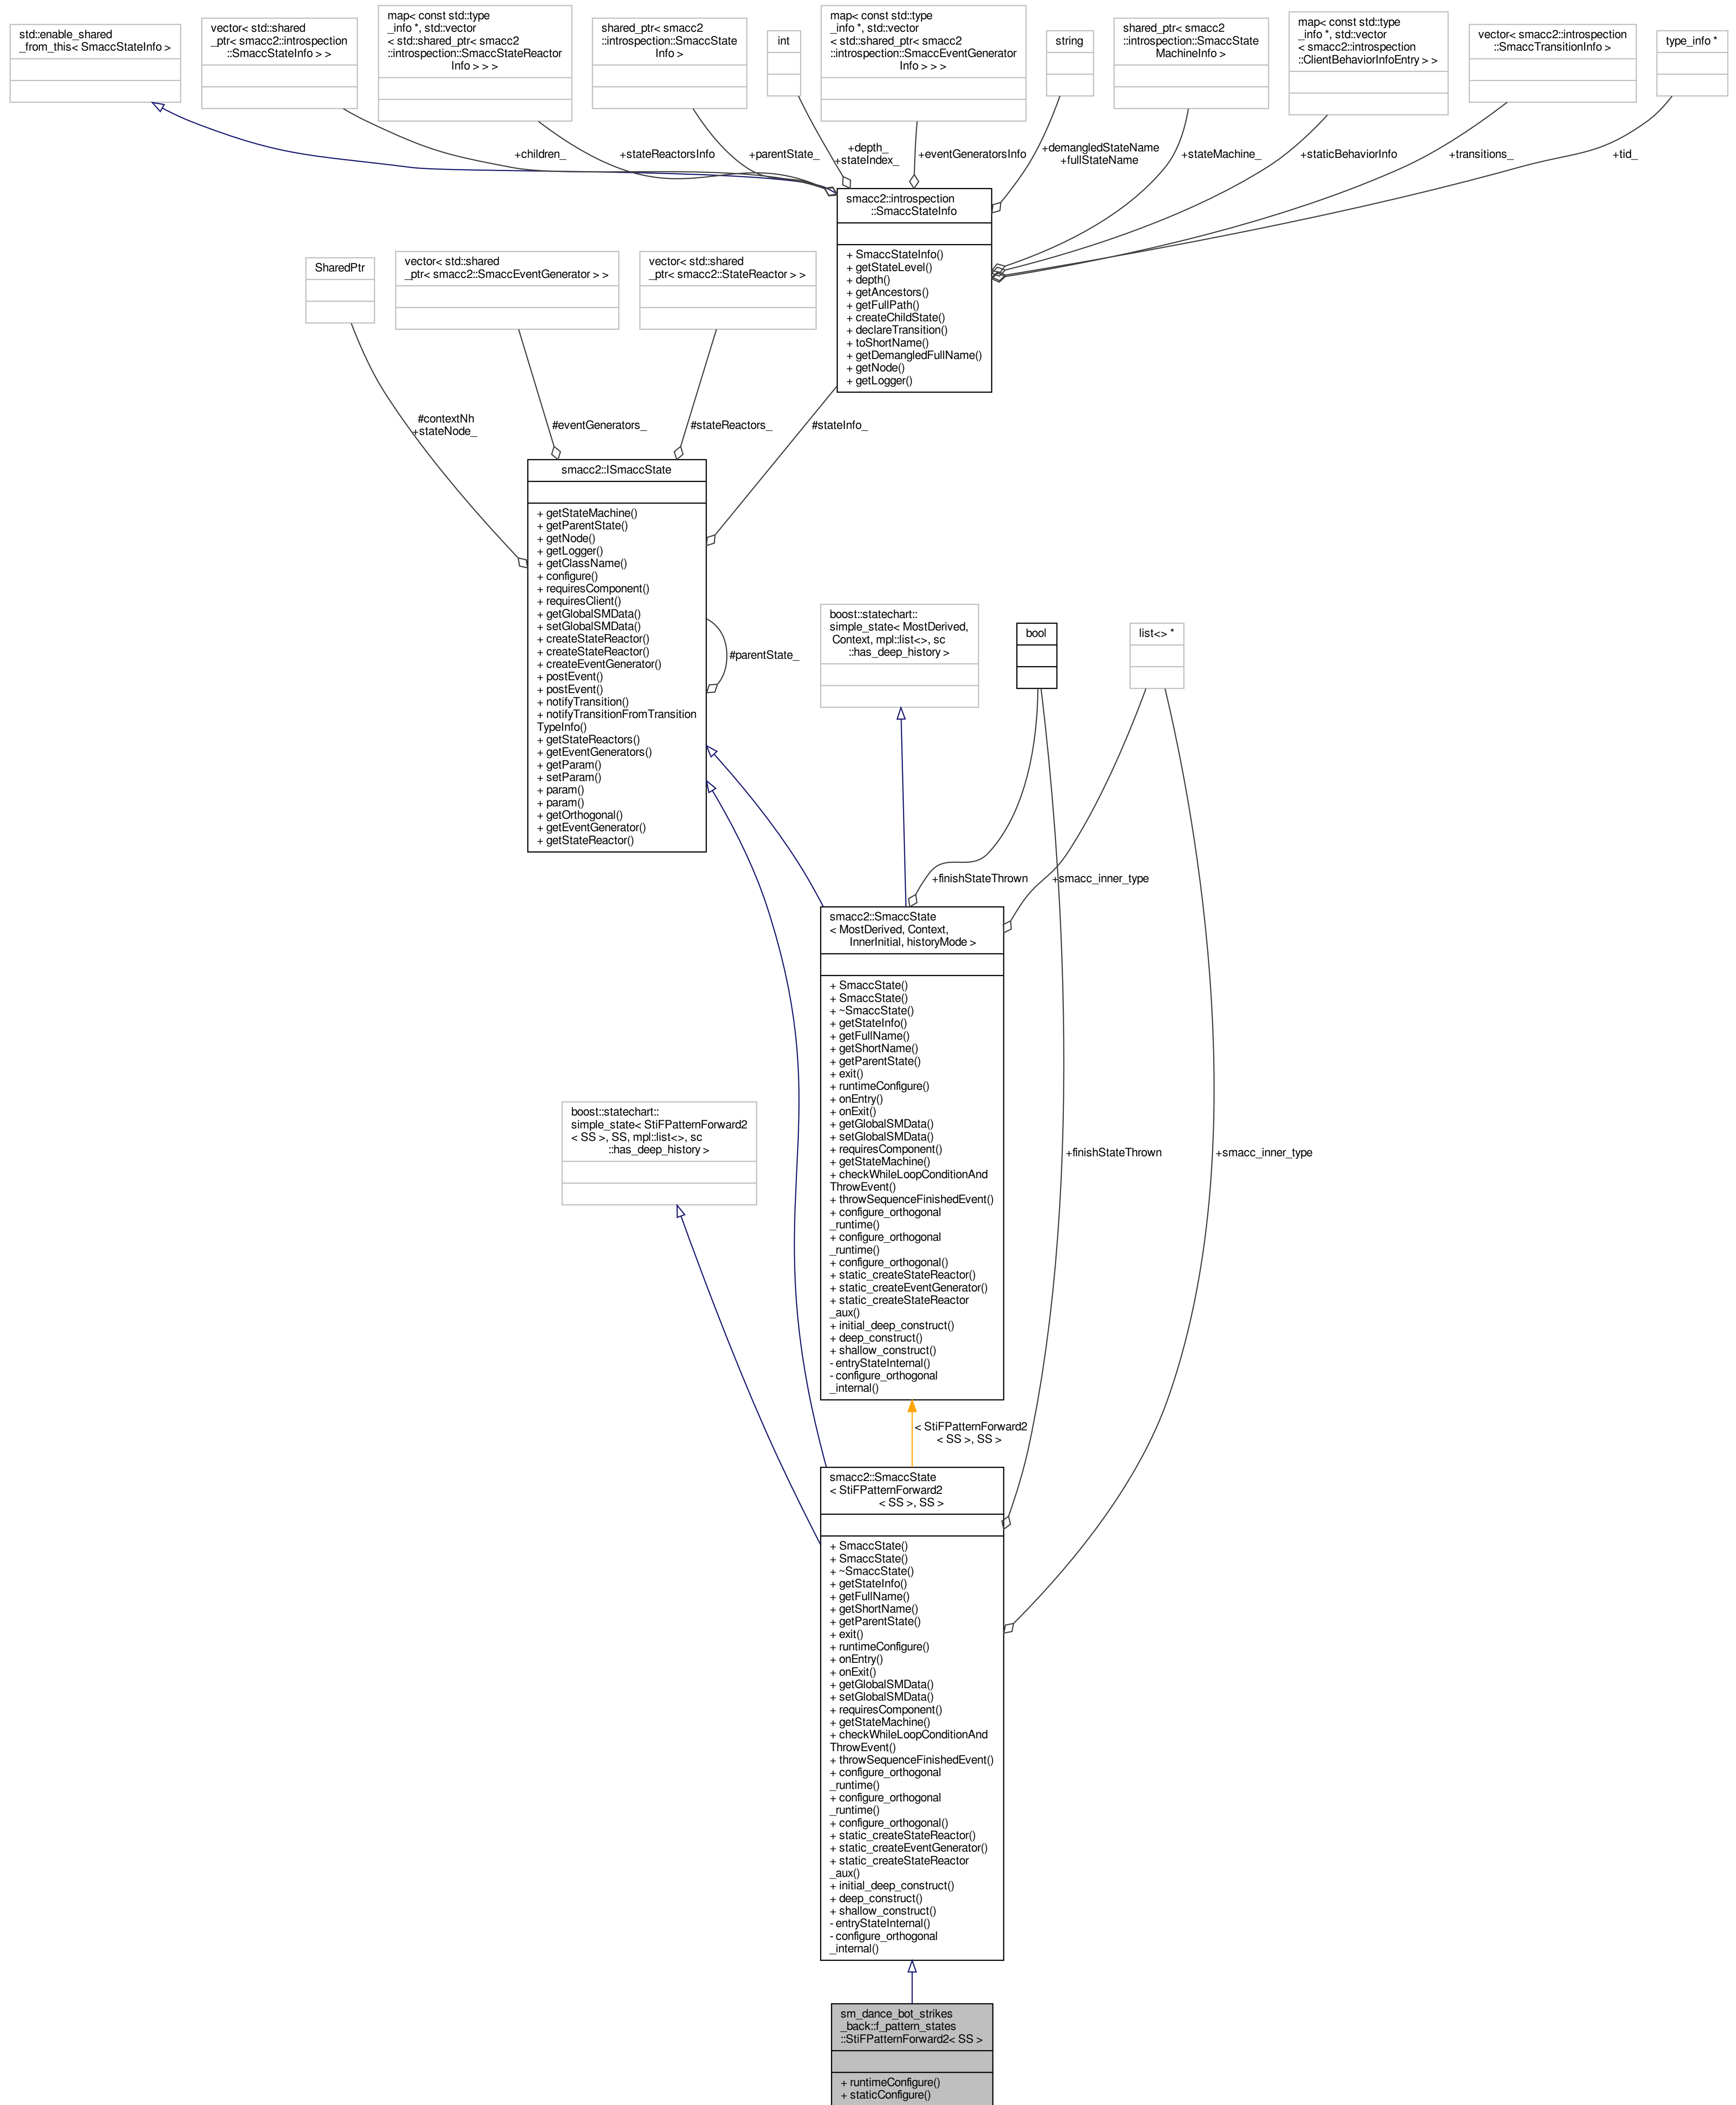 std::enable_shared
_from_this< SmaccStateInfo >
vector< std::shared
_ptr< smacc2::introspection
::SmaccStateInfo > >
map< const std::type
_info *, std::vector
< std::shared_ptr< smacc2
::introspection::SmaccStateReactor
Info > > >
shared_ptr< smacc2
::introspection::SmaccState
Info >
int
map< const std::type
_info *, std::vector
< std::shared_ptr< smacc2
::introspection::SmaccEventGenerator
Info > > >
string
shared_ptr< smacc2
::introspection::SmaccState
MachineInfo >
map< const std::type
_info *, std::vector
< smacc2::introspection
::ClientBehaviorInfoEntry > >
vector< smacc2::introspection
::SmaccTransitionInfo >
type_info *
+children_
+stateReactorsInfo
+parentState_
+depth_
+stateIndex_
+eventGeneratorsInfo
+demangledStateName
+fullStateName
+stateMachine_
+staticBehaviorInfo
+transitions_
+tid_
smacc2::introspection
::SmaccStateInfo
+ SmaccStateInfo()
+ getStateLevel()
+ depth()
+ getAncestors()
+ getFullPath()
+ createChildState()
+ declareTransition()
+ toShortName()
+ getDemangledFullName()
+ getNode()
+ getLogger()
SharedPtr
vector< std::shared
_ptr< smacc2::SmaccEventGenerator > >
vector< std::shared
_ptr< smacc2::StateReactor > >
#contextNh
+stateNode_
#eventGenerators_
#stateReactors_
#stateInfo_
smacc2::ISmaccState
+ getStateMachine()
+ getParentState()
+ getNode()
+ getLogger()
+ getClassName()
+ configure()
+ requiresComponent()
+ requiresClient()
+ getGlobalSMData()
+ setGlobalSMData()
+ createStateReactor()
+ createStateReactor()
+ createEventGenerator()
+ postEvent()
+ postEvent()
+ notifyTransition()
+ notifyTransitionFromTransition
TypeInfo()
+ getStateReactors()
+ getEventGenerators()
+ getParam()
+ setParam()
+ param()
+ param()
+ getOrthogonal()
+ getEventGenerator()
+ getStateReactor()
#parentState_
boost::statechart::
simple_state< MostDerived,
Context, mpl::list<>, sc
::has_deep_history >
bool
list<> *
+finishStateThrown
+smacc_inner_type
smacc2::SmaccState
< MostDerived, Context,
InnerInitial, historyMode >
+ SmaccState()
+ SmaccState()
+ ~SmaccState()
+ getStateInfo()
+ getFullName()
+ getShortName()
+ getParentState()
+ exit()
+ runtimeConfigure()
+ onEntry()
+ onExit()
+ getGlobalSMData()
+ setGlobalSMData()
+ requiresComponent()
+ getStateMachine()
+ checkWhileLoopConditionAnd
ThrowEvent()
+ throwSequenceFinishedEvent()
+ configure_orthogonal
_runtime()
+ configure_orthogonal
_runtime()
+ configure_orthogonal()
+ static_createStateReactor()
+ static_createEventGenerator()
+ static_createStateReactor
_aux()
+ initial_deep_construct()
+ deep_construct()
+ shallow_construct()
- entryStateInternal()
- configure_orthogonal
_internal()
boost::statechart::
simple_state< StiFPatternForward2
< SS >, SS, mpl::list<>, sc
::has_deep_history >
+finishStateThrown
+smacc_inner_type
< StiFPatternForward2
< SS >, SS >
smacc2::SmaccState
< StiFPatternForward2
< SS >, SS >
+ SmaccState()
+ SmaccState()
+ ~SmaccState()
+ getStateInfo()
+ getFullName()
+ getShortName()
+ getParentState()
+ exit()
+ runtimeConfigure()
+ onEntry()
+ onExit()
+ getGlobalSMData()
+ setGlobalSMData()
+ requiresComponent()
+ getStateMachine()
+ checkWhileLoopConditionAnd
ThrowEvent()
+ throwSequenceFinishedEvent()
+ configure_orthogonal
_runtime()
+ configure_orthogonal
_runtime()
+ configure_orthogonal()
+ static_createStateReactor()
+ static_createEventGenerator()
+ static_createStateReactor
_aux()
+ initial_deep_construct()
+ deep_construct()
+ shallow_construct()
- entryStateInternal()
- configure_orthogonal
_internal()
sm_dance_bot_strikes
_back::f_pattern_states
::StiFPatternForward2< SS >
+ runtimeConfigure()
+ staticConfigure()